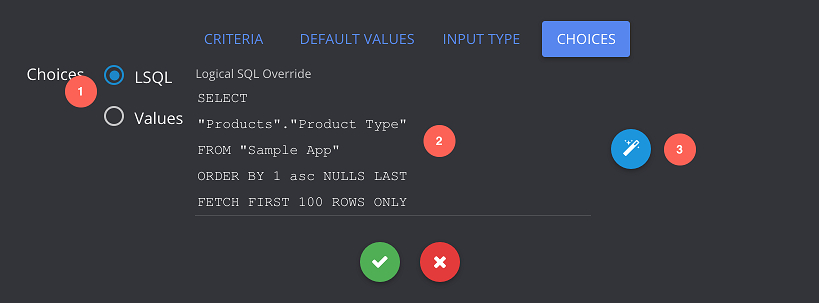 CRITERIA DEFAULT VALUES INPUT TYPE CHOICES
Choices LSQL Logical SQL Override
1
Values
SELECT
"Products"."Product Type"
FROM "Sample App"
ORDER BY 1 asc NULLS LAST
FETCH FIRST 100 ROWS ONLY
2
3